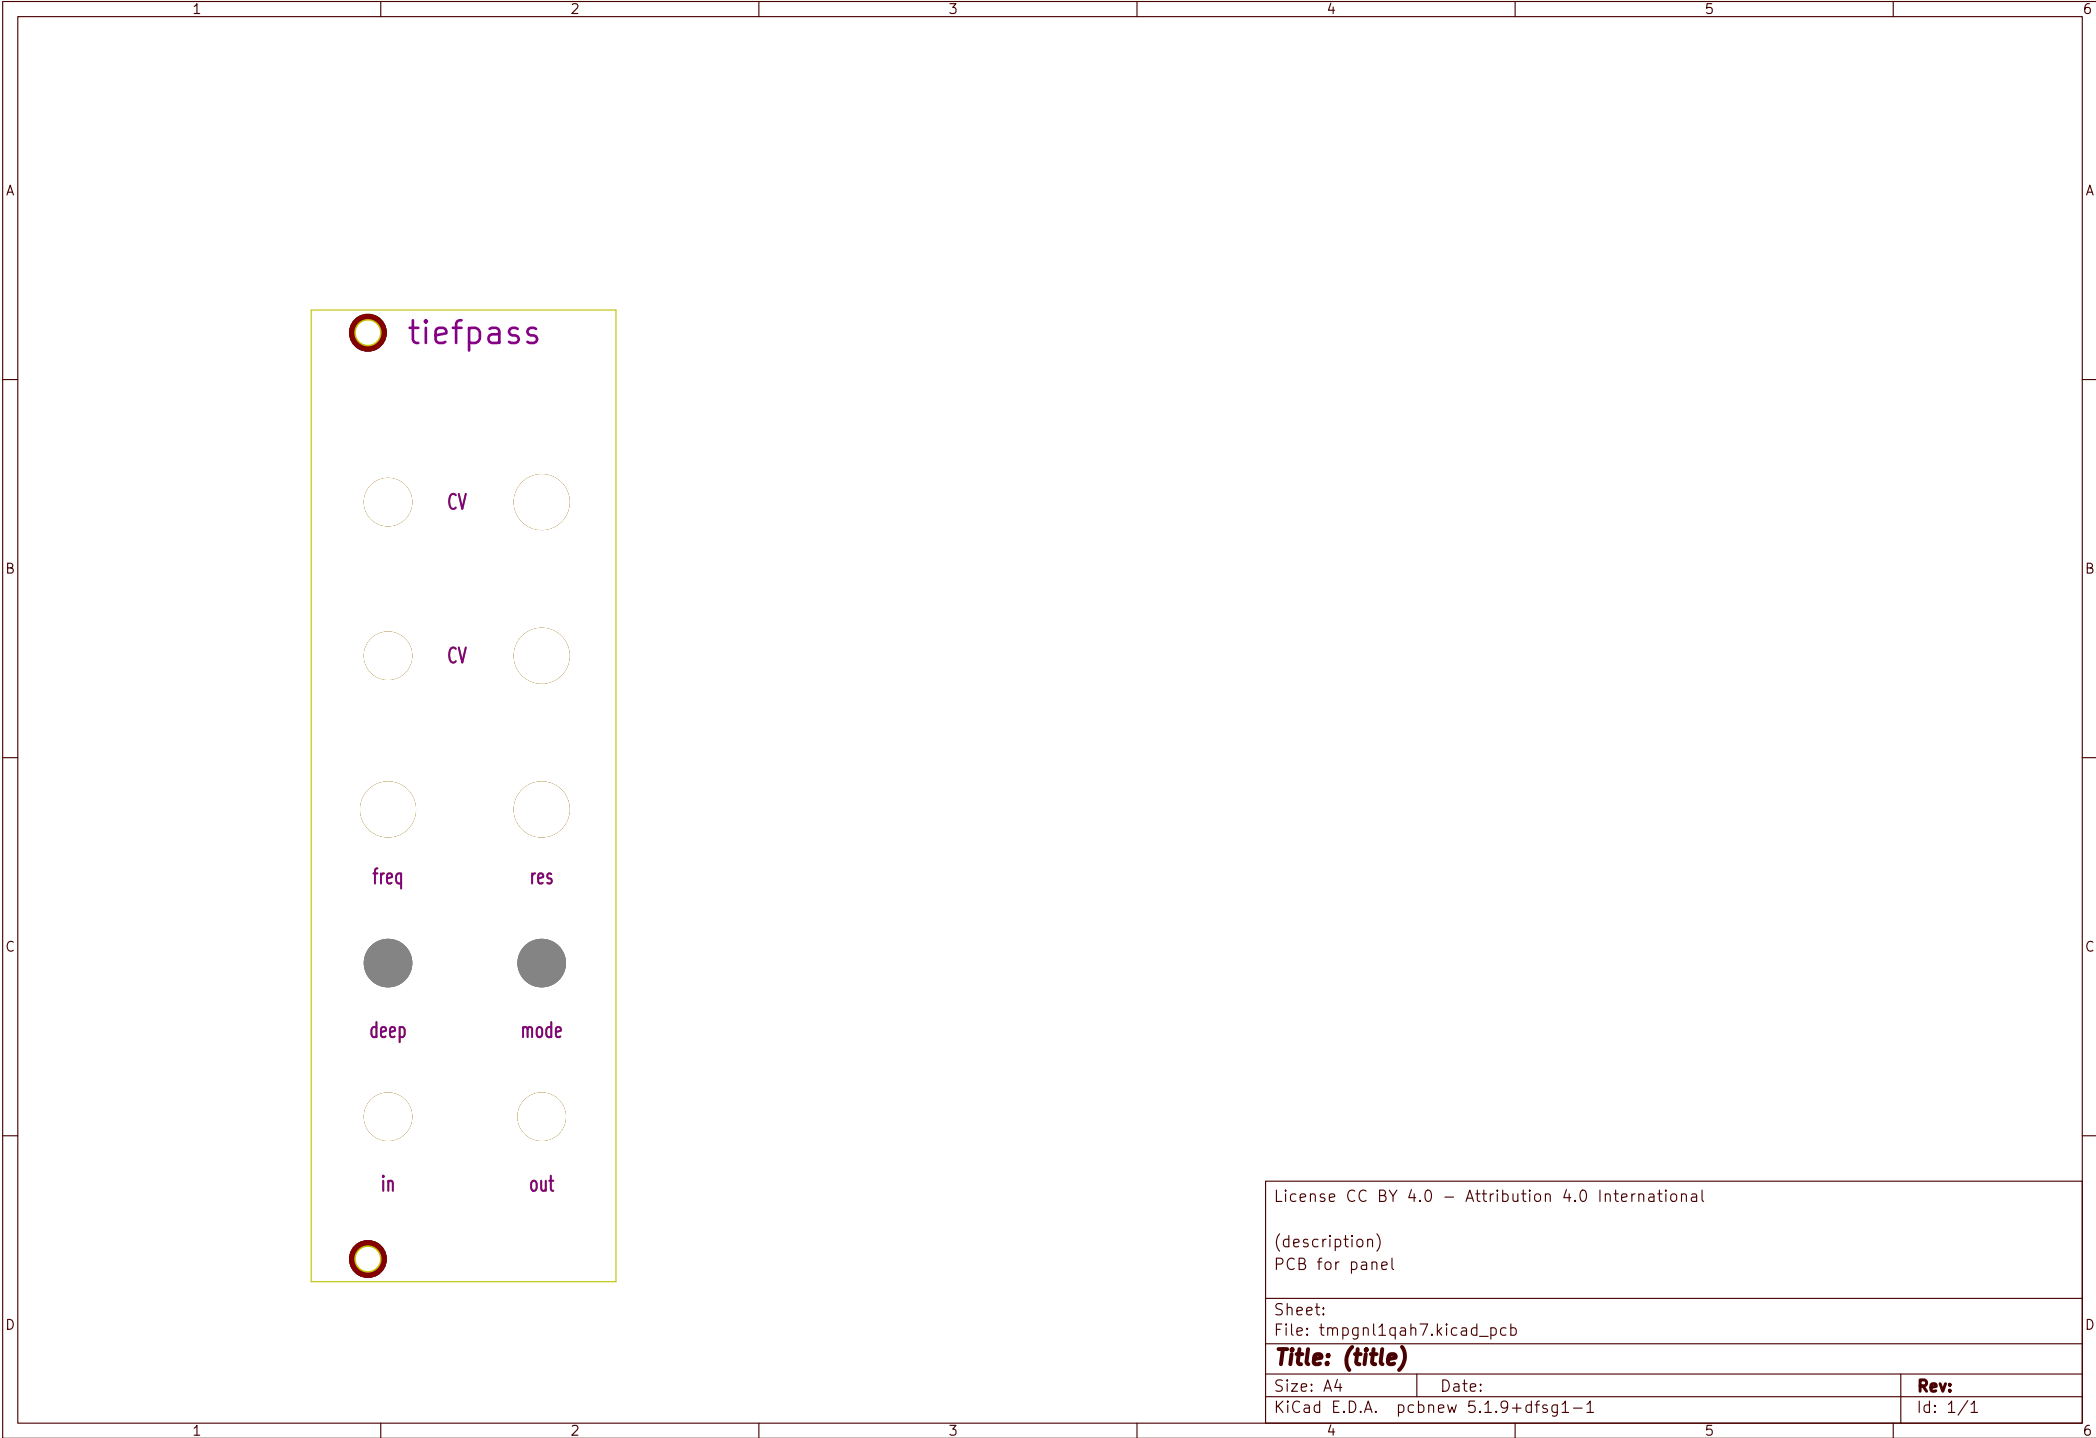 1 2 3 4 5 6
A A
tiefpass
CV
B B
CV
freq res
C C
deep mode
in out
License CC BY 4.0 – Attribution 4.0 International
(description)
PCB for panel
Sheet:
D D
File: tmpgnl1qah7.kicad_pcb
Title: (title)
Size: A4 Date: Rev:
KiCad E.D.A. pcbnew 5.1.9+dfsg1-1 Id: 1/1
1 2 3 4 5 6